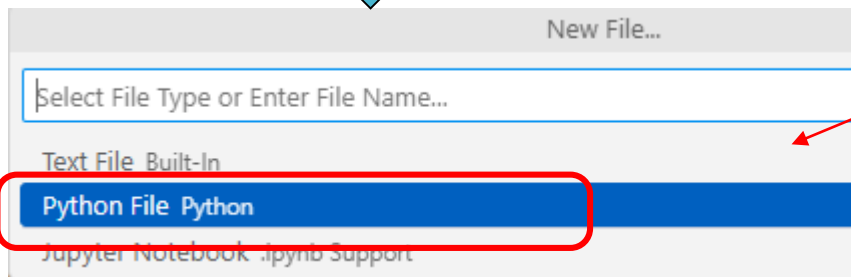 New File...
Select File Type or Enter File Name...
Text File Built-In
Python File Python
Jupyter Notebook .ipynb Support